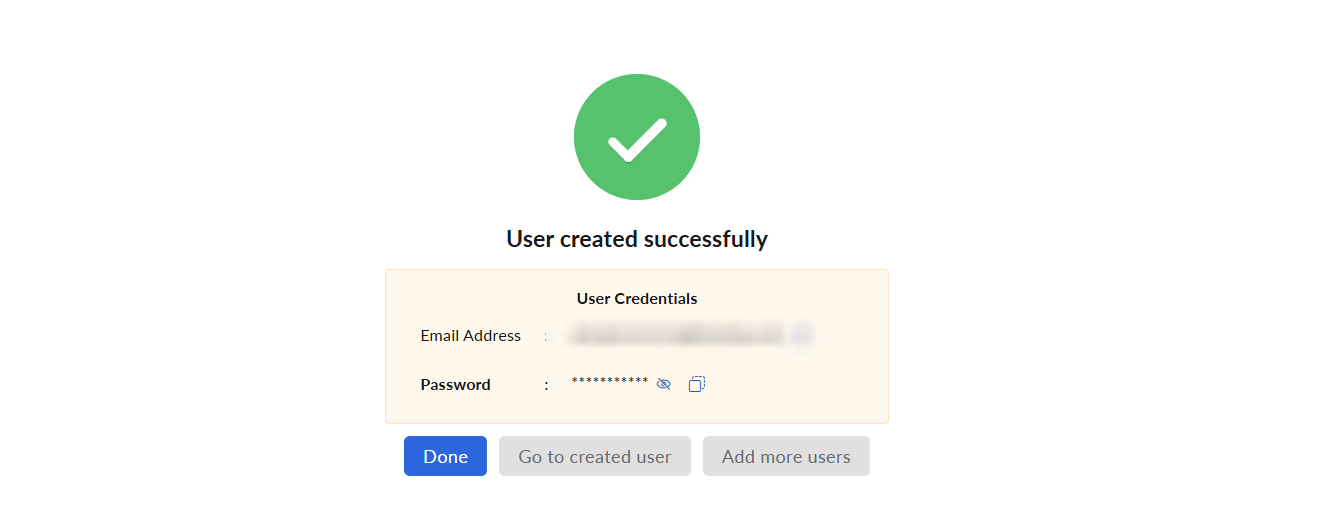 User created successfully
User Credentials
Email Address :
Password : ***********
Done Go to created user Add more users